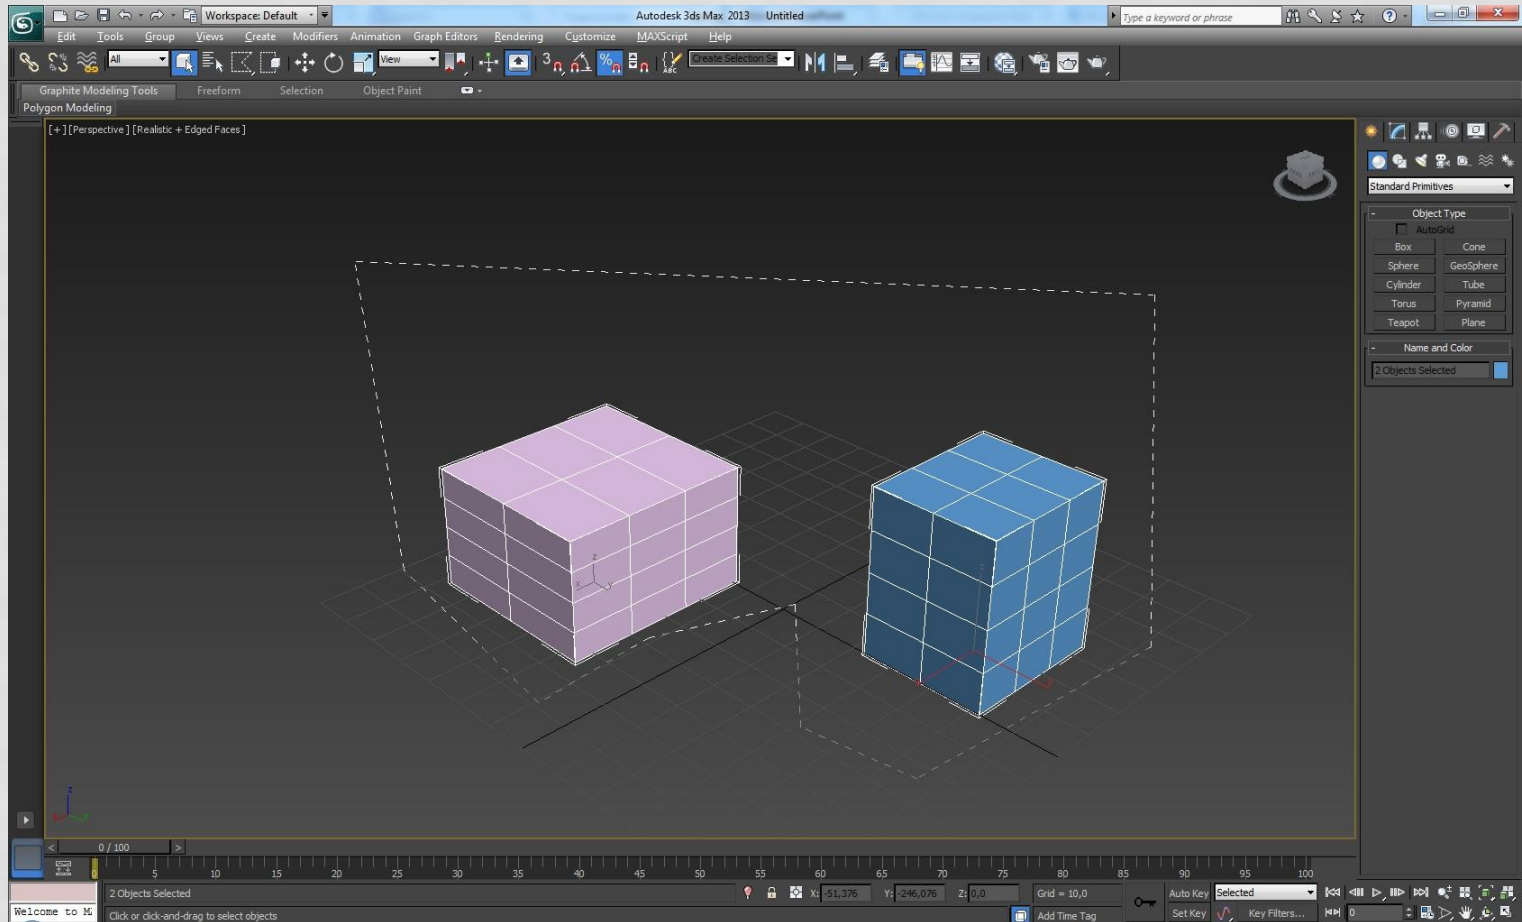 Workspace: Default
Autodesk 3ds Max 2013 Untitled
Type a keyword or phrase
Edit Tools Group Views Create Modifiers Animation Graph Editors Rendering Customize MAXScript Help
All
View
3
%
ABC
Create Selection Se
Graphite Modeling Tools Freeform Selection Object Paint
Polygon Modeling
[+] [Perspective] [Realistic + Edged Faces]
Standard Primitives
- Object Type
AutoGrid
Box Cone
Sphere GeoSphere
Cylinder Tube
Torus Pyramid
Teapot Plane
- Name and Color
2 Objects Selected
z
x
y
z
z
< 0 / 100 >
0 5 10 15 20 25 30 35 40 45 50 55 60 65 70 75 80 85 90 95 100
2 Objects Selected X: -51,376 Y: -246,076 Z: 0,0 Grid = 10,0 Auto Key Selected
Welcome to M Click or click-and-drag to select objects Add Time Tag Set Key Key Filters... 0